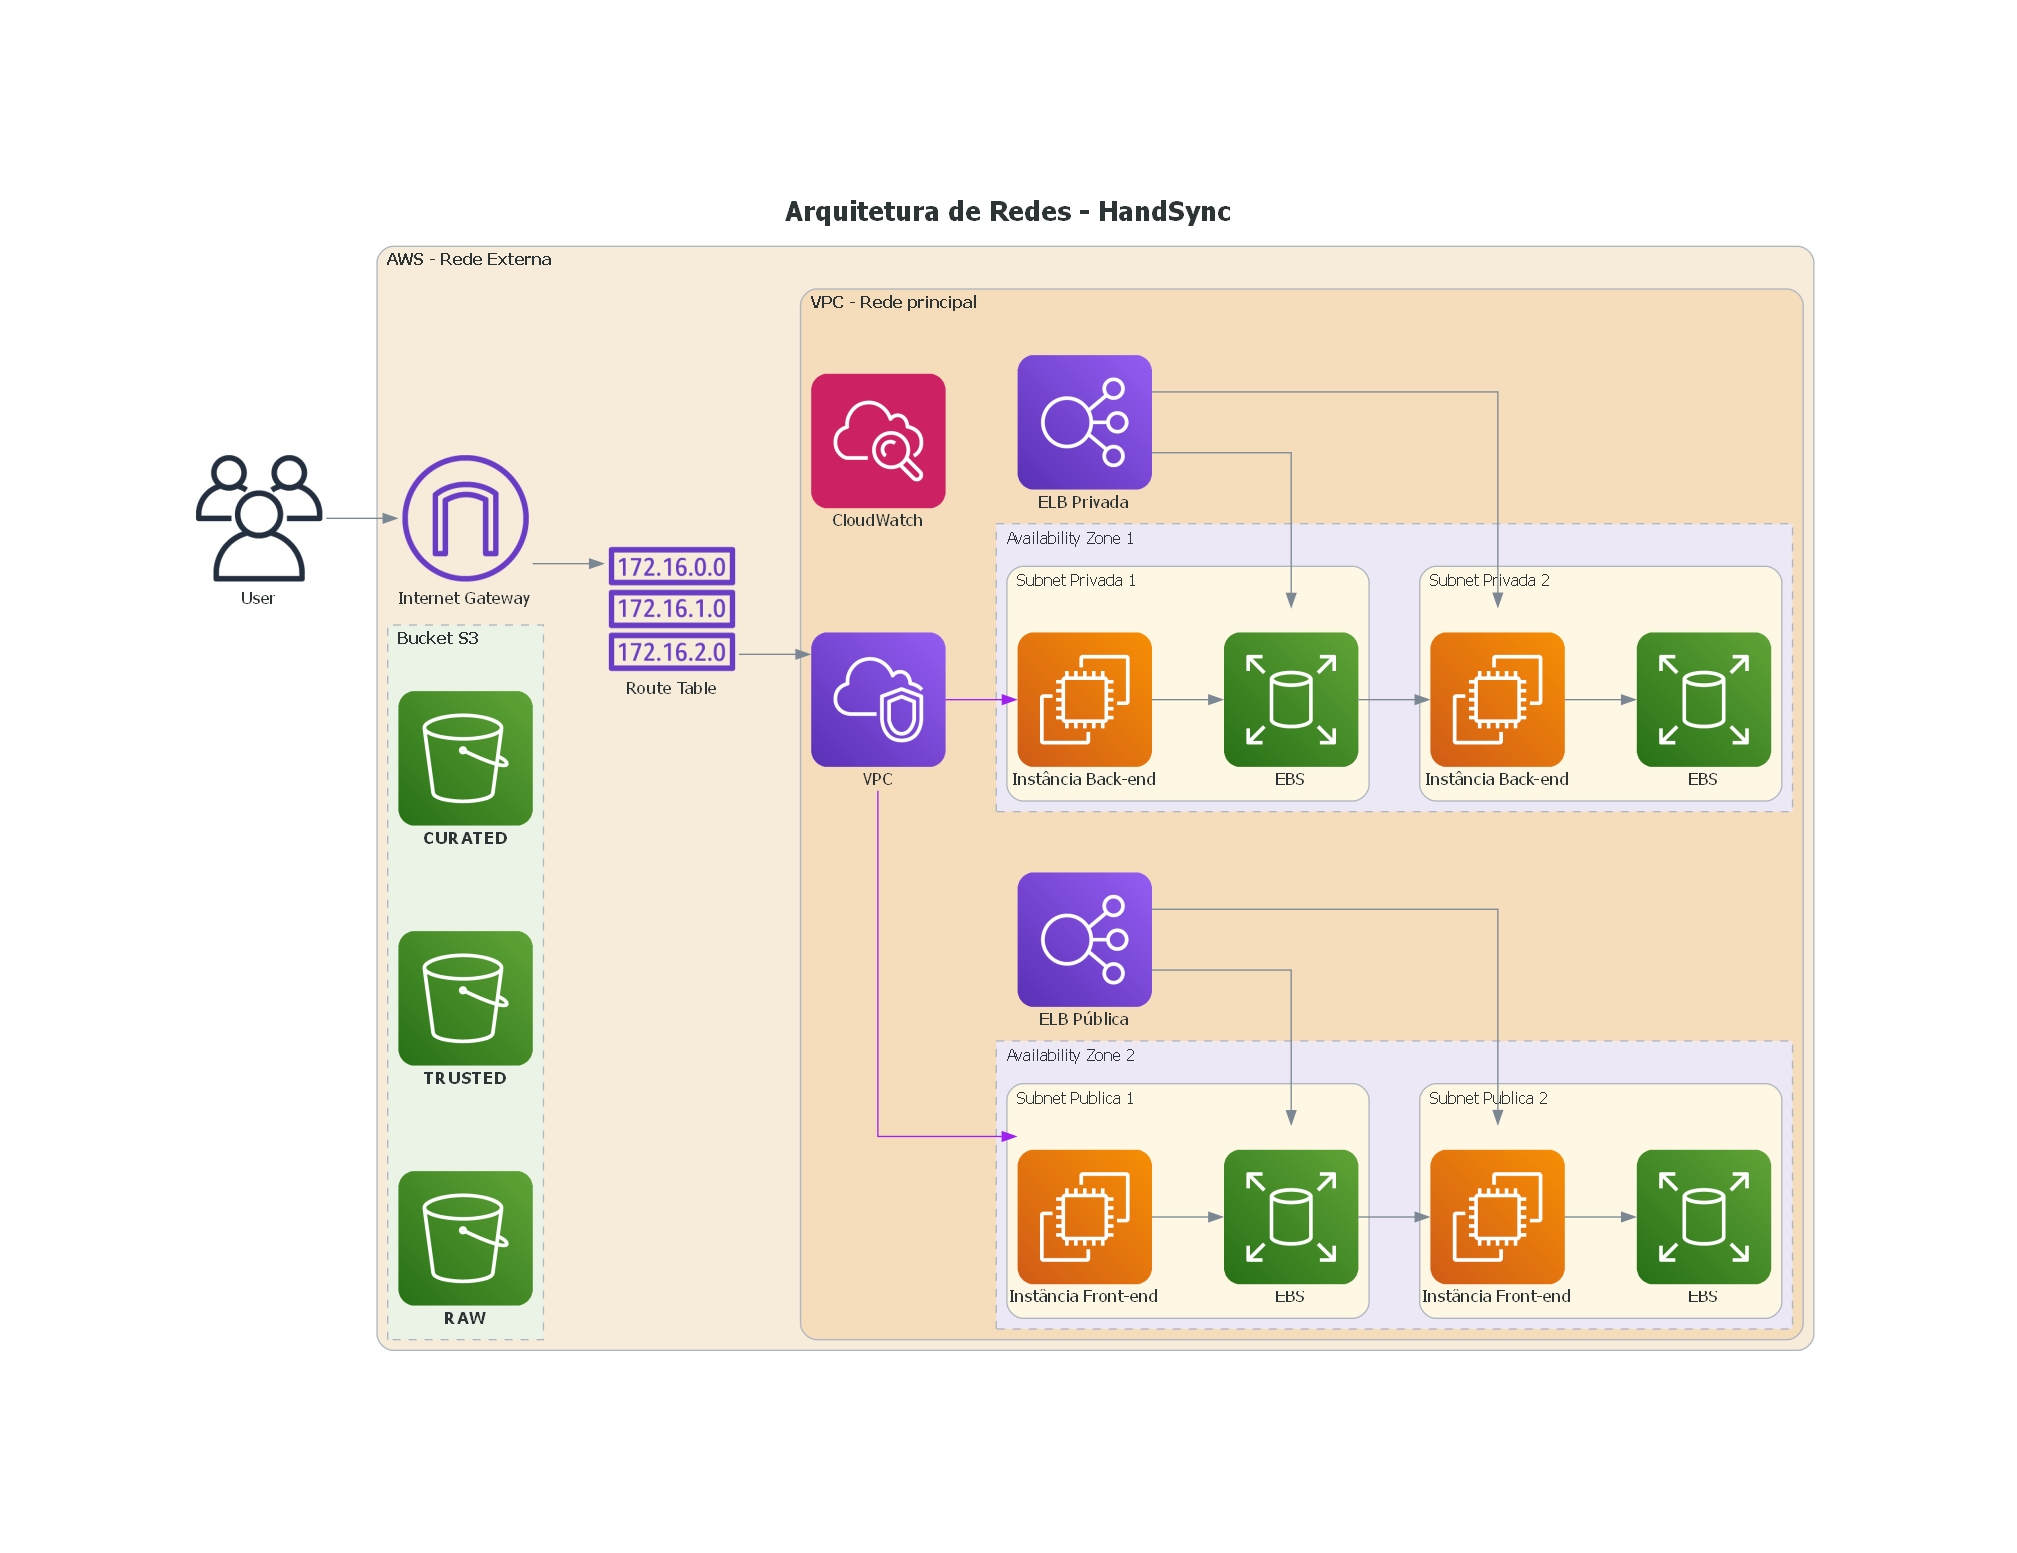 Arquitetura de Redes - HandSync
AWS - Rede Externa
VPC - Rede principal
User
Internet Gateway
172.16.0.0
172.16.1.0
172.16.2.0
Route Table
Bucket S3
CURATED
TRUSTED
RAW
CloudWatch
VPC
ELB Privada
Availability Zone 1
Subnet Privada 1
Instância Back-end
EBS
Subnet Privada 2
Instância Back-end
EBS
ELB Pública
Availability Zone 2
Subnet Publica 1
Instância Front-end
EBS
Subnet Publica 2
Instância Front-end
EBS